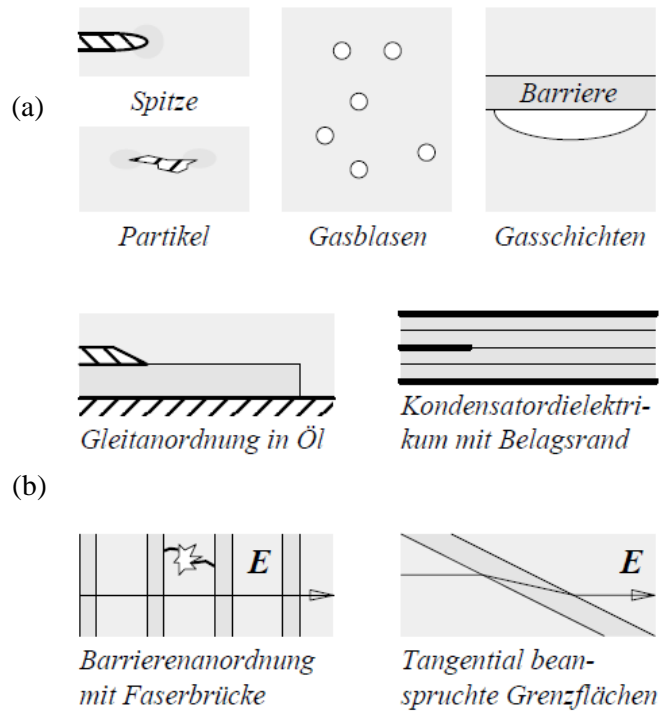 (a)
Spitze
Partikel
Gasblasen
Barriere
Gasschichten
(b)
Gleitanordnung in Öl
Kondensatordielektri-
kum mit Belagsrand
E
Barrierenanordnung
mit Faserbrücke
E
Tangential bean-
spruchte Grenzflächen